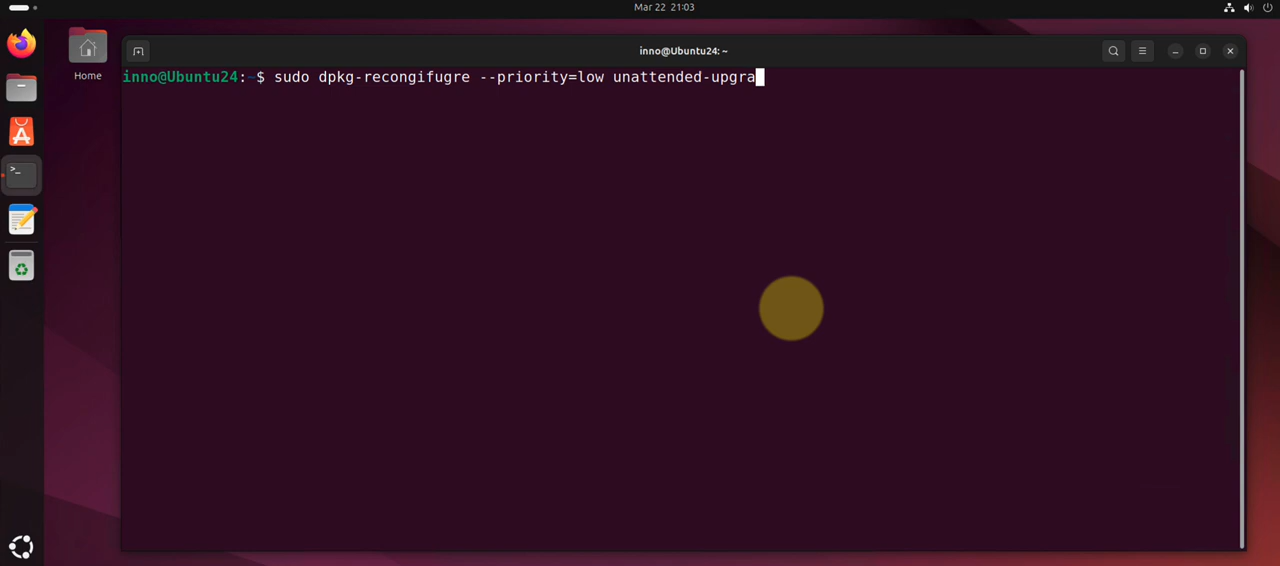 Mar 22 21:03
Home
inno@Ubuntu24: ~
inno@Ubuntu24:~$ sudo dpkg-recongifugre --priority=low unattended-upgra